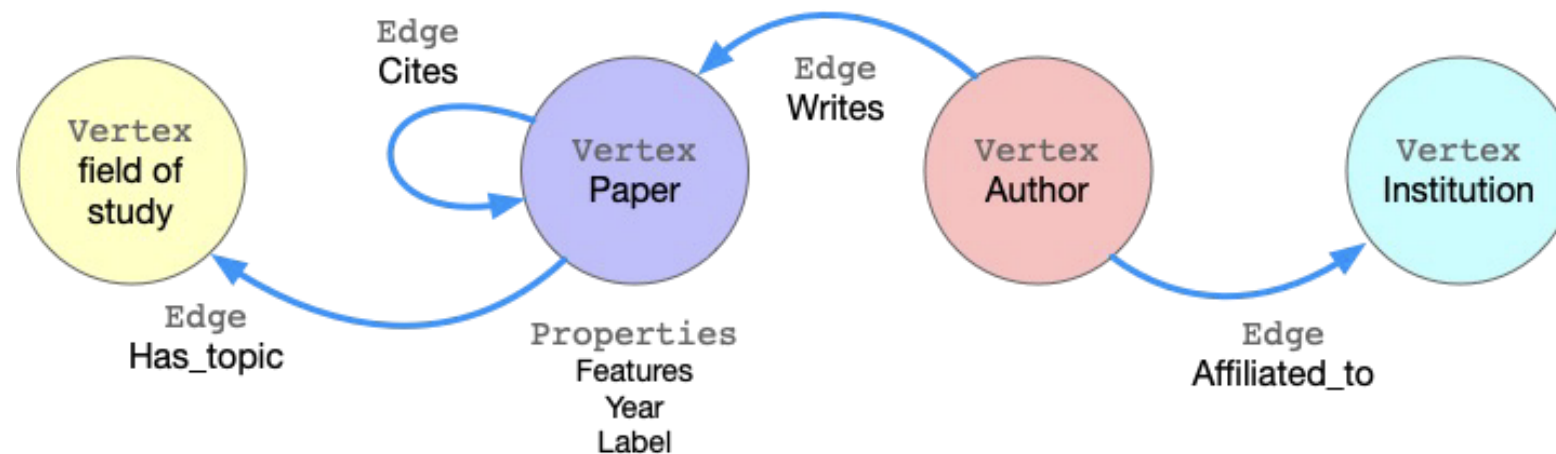 Edge
Cites
Edge
Writes
Vertex
field of
study
Vertex
Paper
Vertex
Author
Vertex
Institution
Edge
Has_topic
Properties
Features
Year
Label
Edge
Affiliated_to